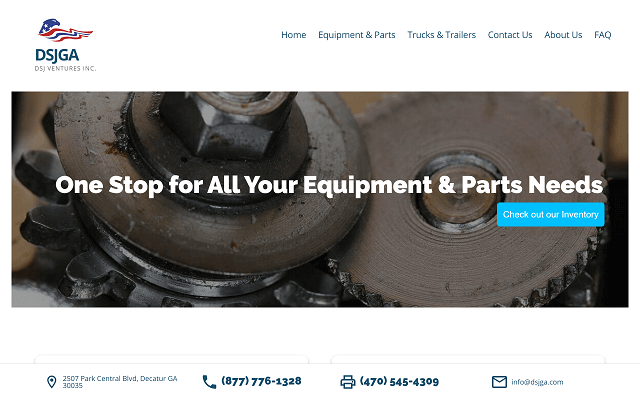 DSJGA
DSJ VENTURES INC.
Home Equipment & Parts Trucks & Trailers Contact Us About Us FAQ
One Stop for All Your Equipment & Parts Needs
Check out our Inventory
2507 Park Central Blvd, Decatur GA
30035
(877) 776-1328
(470) 545-4309
info@dsjga.com